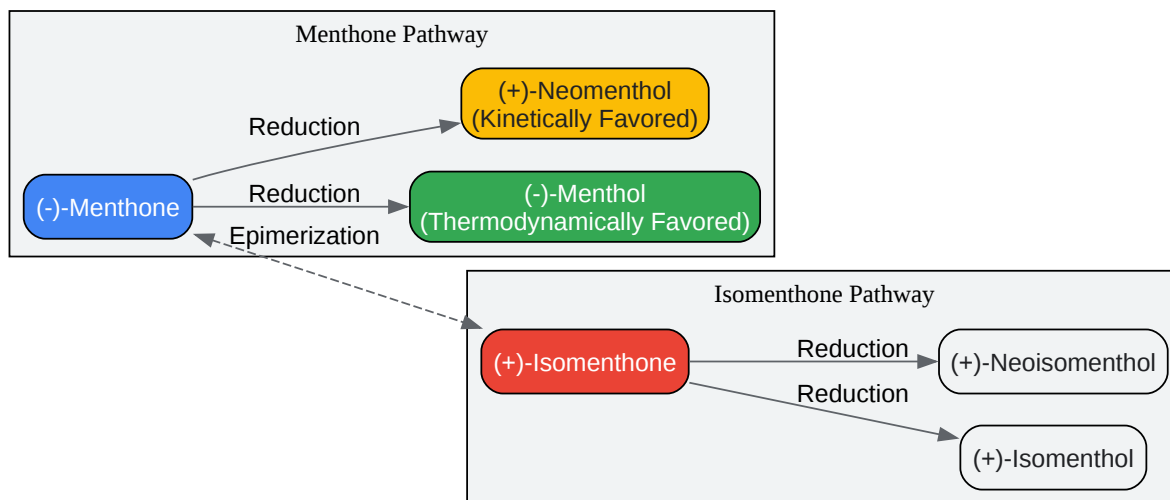 Menthone Pathway
(+)-Neomenthol
(Kinetically Favored)
Reduction
(-)-Menthone
Reduction
(-)-Menthol
(Thermodynamically Favored)
Epimerization
Isomenthone Pathway
(+)-Isomenthone
Reduction
(+)-Neoisomenthol
Reduction
(+)-Isomenthol